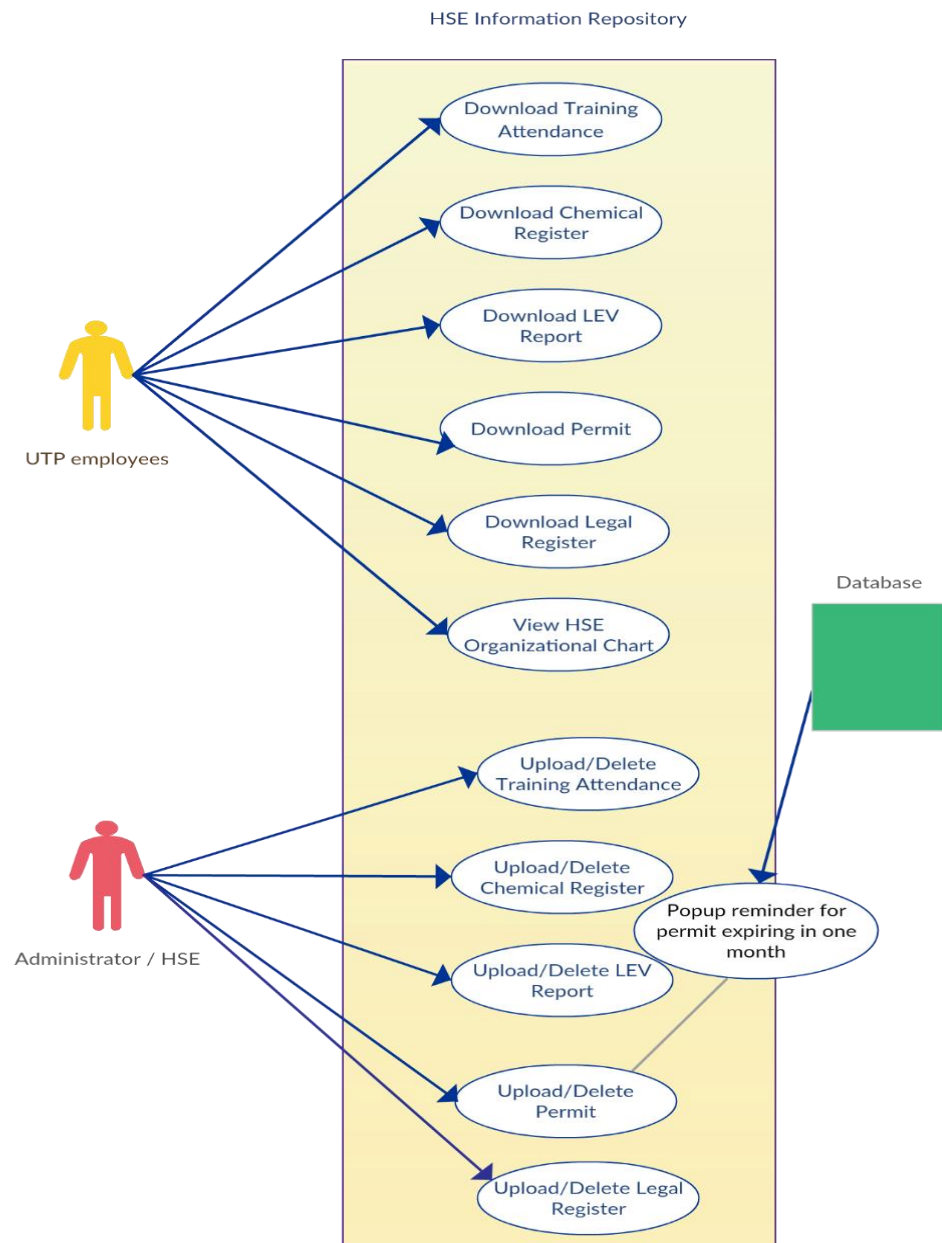 HSE Information Repository
Download Training
Attendance
Download Chemical
Register
Download LEV
Report
UTP employees
Download Permit
Download Legal
Register
View HSE
Organizational Chart
Database
Upload/Delete
Training Attendance
Administrator / HSE
Upload/Delete
Chemical Register
Popup reminder for
permit expiring in one
month
Upload/Delete LEV
Report
Upload/Delete
Permit
Upload/Delete Legal
Register